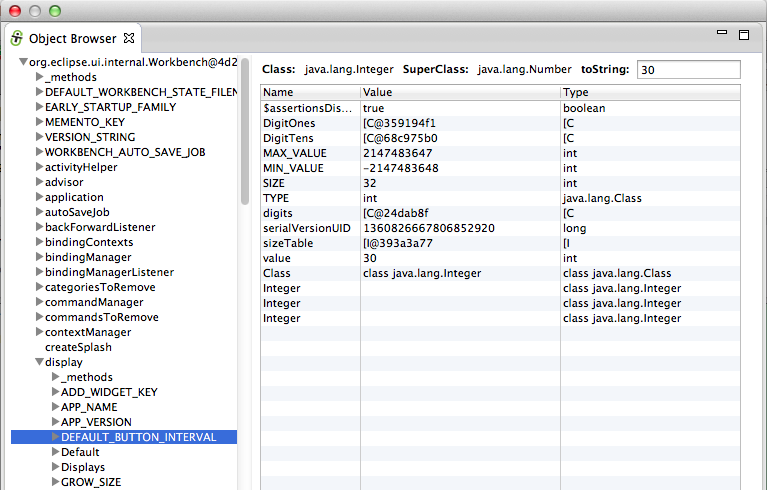 Object Browser
org.eclipse.ui.internal.Workbench@4d2
_methods
DEFAULT_WORKBENCH_STATE_FILEN
EARLY_STARTUP_FAMILY
MEMENTO_KEY
VERSION_STRING
WORKBENCH_AUTO_SAVE_JOB
activityHelper
advisor
application
autoSaveJob
backForwardListener
bindingContexts
bindingManager
bindingManagerListener
categoriesToRemove
commandManager
commandsToRemove
contextManager
createSplash
display
_methods
ADD_WIDGET_KEY
APP_NAME
APP_VERSION
DEFAULT_BUTTON_INTERVAL
Default
Displays
GROW_SIZE
Class: java.lang.Integer SuperClass: java.lang.Number toString: 30
Name Value Type
$assertionsDis... true boolean
DigitOnes [C@359194f1 [C
DigitTens [C@68c975b0 [C
MAX_VALUE 2147483647 int
MIN_VALUE -2147483648 int
SIZE 32 int
TYPE int java.lang.Class
digits [C@24dab8f [C
serialVersionUID 1360826667806852920 long
sizeTable [I@393a3a77 [I
value 30 int
Class class java.lang.Integer class java.lang.Class
Integer class java.lang.Integer
Integer class java.lang.Integer
Integer class java.lang.Integer